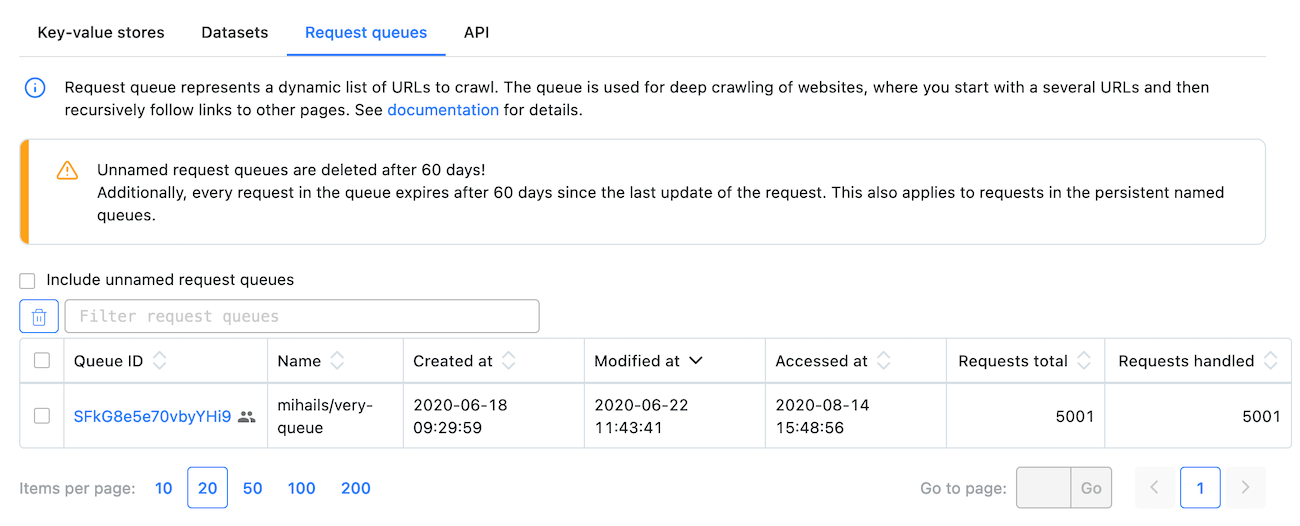 Key-value stores Datasets Request queues API
Request queue represents a dynamic list of URLs to crawl. The queue is used for deep crawling of websites, where you start with a several URLs and then
recursively follow links to other pages. See documentation for details.
Unnamed request queues are deleted after 60 days!
Additionally, every request in the queue expires after 60 days since the last update of the request. This also applies to requests in the persistent named
queues.
Include unnamed request queues
Filter request queues
Queue ID Name Created at Modified at Accessed at Requests total Requests handled
SFkG8e5e70vbyYHi9 mihails/very- 2020-06-18 2020-06-22 2020-08-14 5001 5001
queue 09:29:59 11:43:41 15:48:56
Items per page: 10 20 50 100 200 Go to page: Go 1